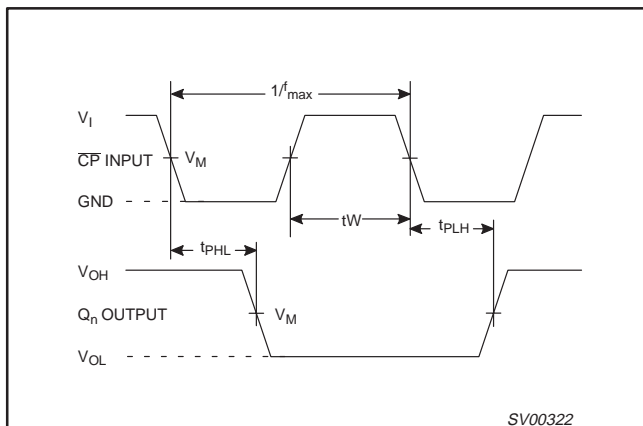 1/fmax
VI
CP INPUT
VM
GND
tW
tPLH
tPHL
VOH
Qn OUTPUT
VM
VOL
SV00322